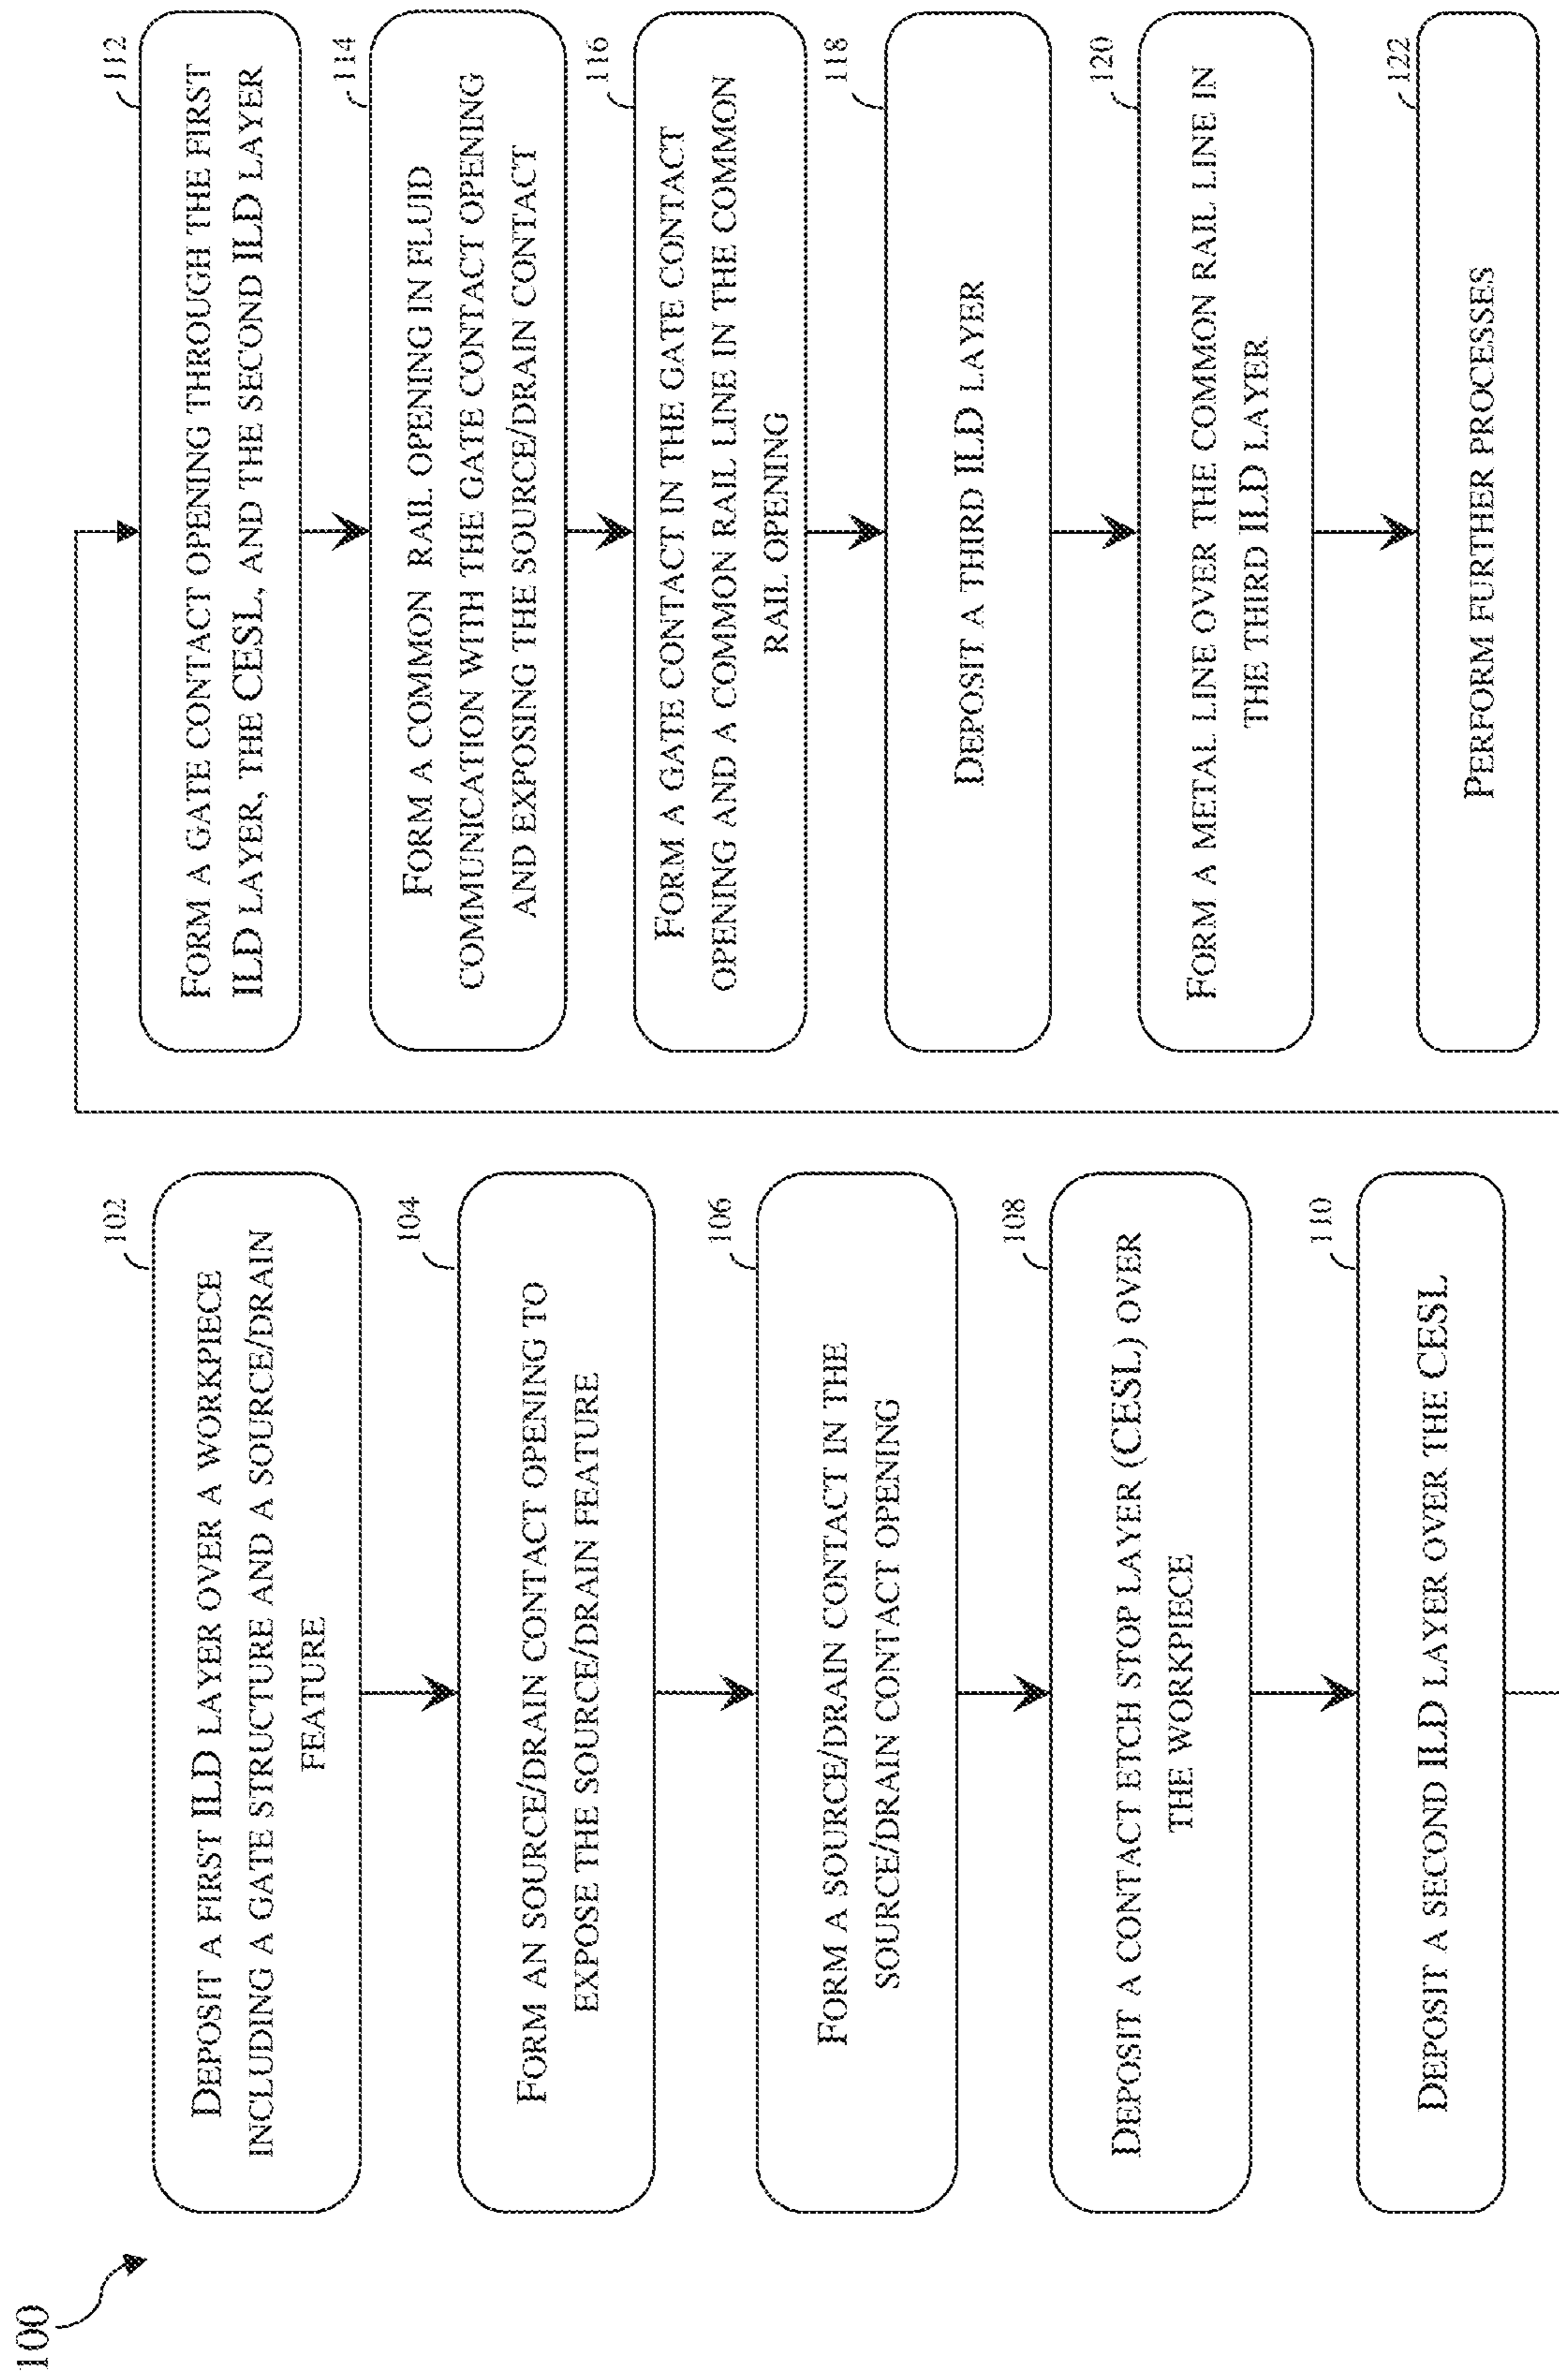 100
102
DEPOSIT A FIRST ILD LAYER OVER A WORKPIECE
INCLUDING A GATE STRUCTURE AND A SOURCE/DRAIN
FEATURE
104
FORM AN SOURCE/DRAIN CONTACT OPENING TO
EXPOSE THE SOURCE/DRAIN FEATURE
106
FORM A SOURCE/DRAIN CONTACT IN THE
SOURCE/DRAIN CONTACT OPENING
108
DEPOSIT A CONTACT ETCH STOP LAYER (CESL) OVER
THE WORKPIECE
110
DEPOSIT A SECOND ILD LAYER OVER THE CESL
112
FORM A GATE CONTACT OPENING THROUGH THE FIRST
ILD LAYER, THE CESL, AND THE SECOND ILD LAYER
114
FORM A COMMON RAIL OPENING IN FLUID
COMMUNICATION WITH THE GATE CONTACT OPENING
AND EXPOSING THE SOURCE/DRAIN CONTACT
116
FORM A GATE CONTACT IN THE GATE CONTACT
OPENING AND A COMMON RAIL LINE IN THE COMMON
RAIL OPENING
118
DEPOSIT A THIRD ILD LAYER
120
FORM A METAL LINE OVER THE COMMON RAIL LINE IN
THE THIRD ILD LAYER
122
PERFORM FURTHER PROCESSES